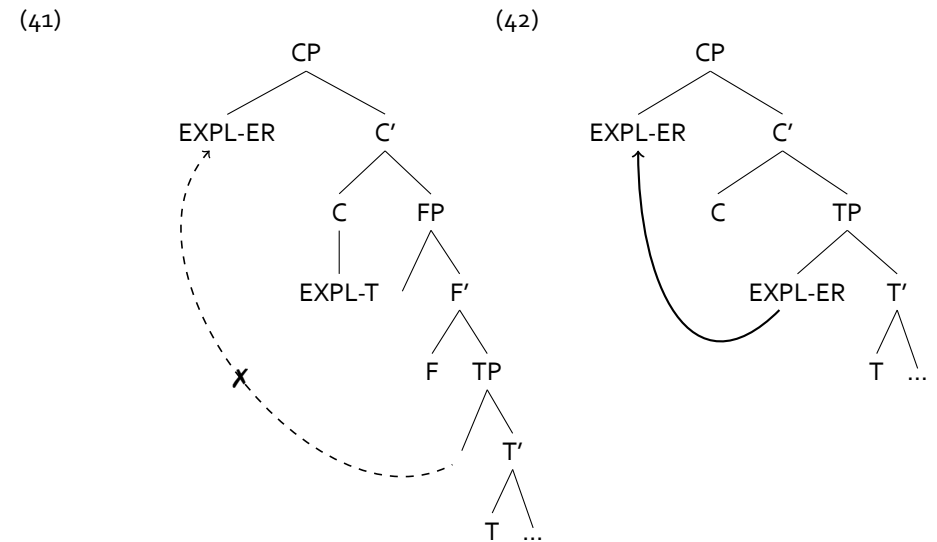 (41) (42)
CP CP
EXPL-ER C′ EXPL-ER C′
C FP C TP
EXPL-T F′ EXPL-ER T′
F TP T ...
✗
T′
T ...